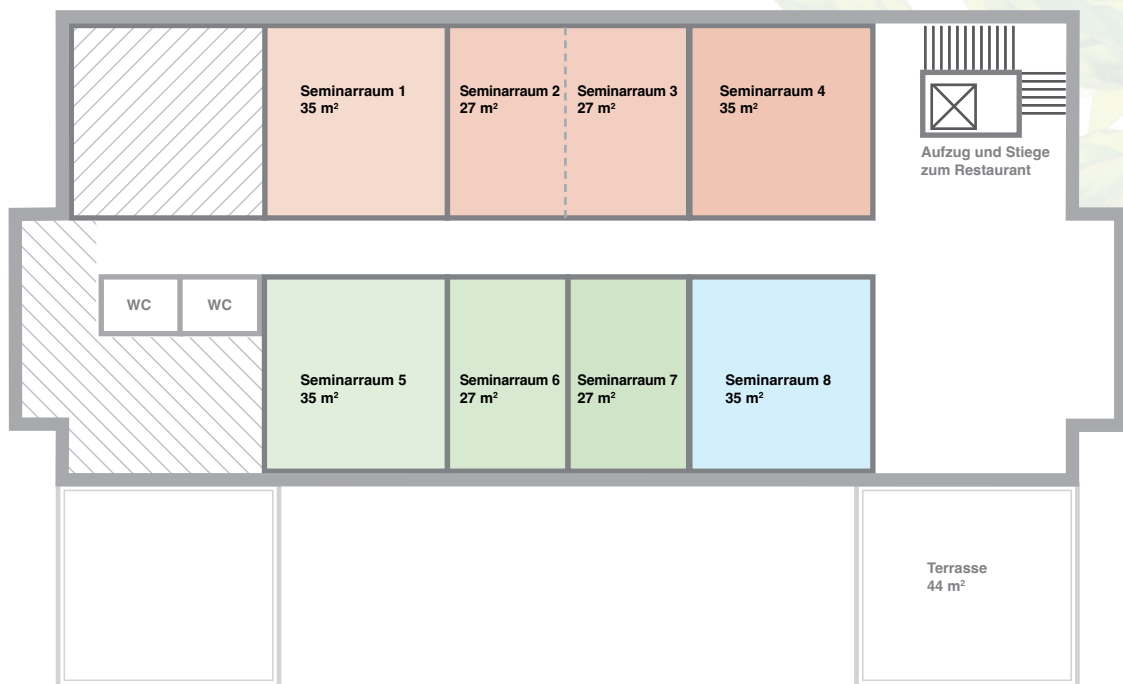 Seminarraum 1
35 m²
Seminarraum 2
27 m²
Seminarraum 3
27 m²
Seminarraum 4
35 m²
Aufzug und Stiege
zum Restaurant
WC
WC
Seminarraum 5
35 m²
Seminarraum 6
27 m²
Seminarraum 7
27 m²
Seminarraum 8
35 m²
Terrasse
44 m²